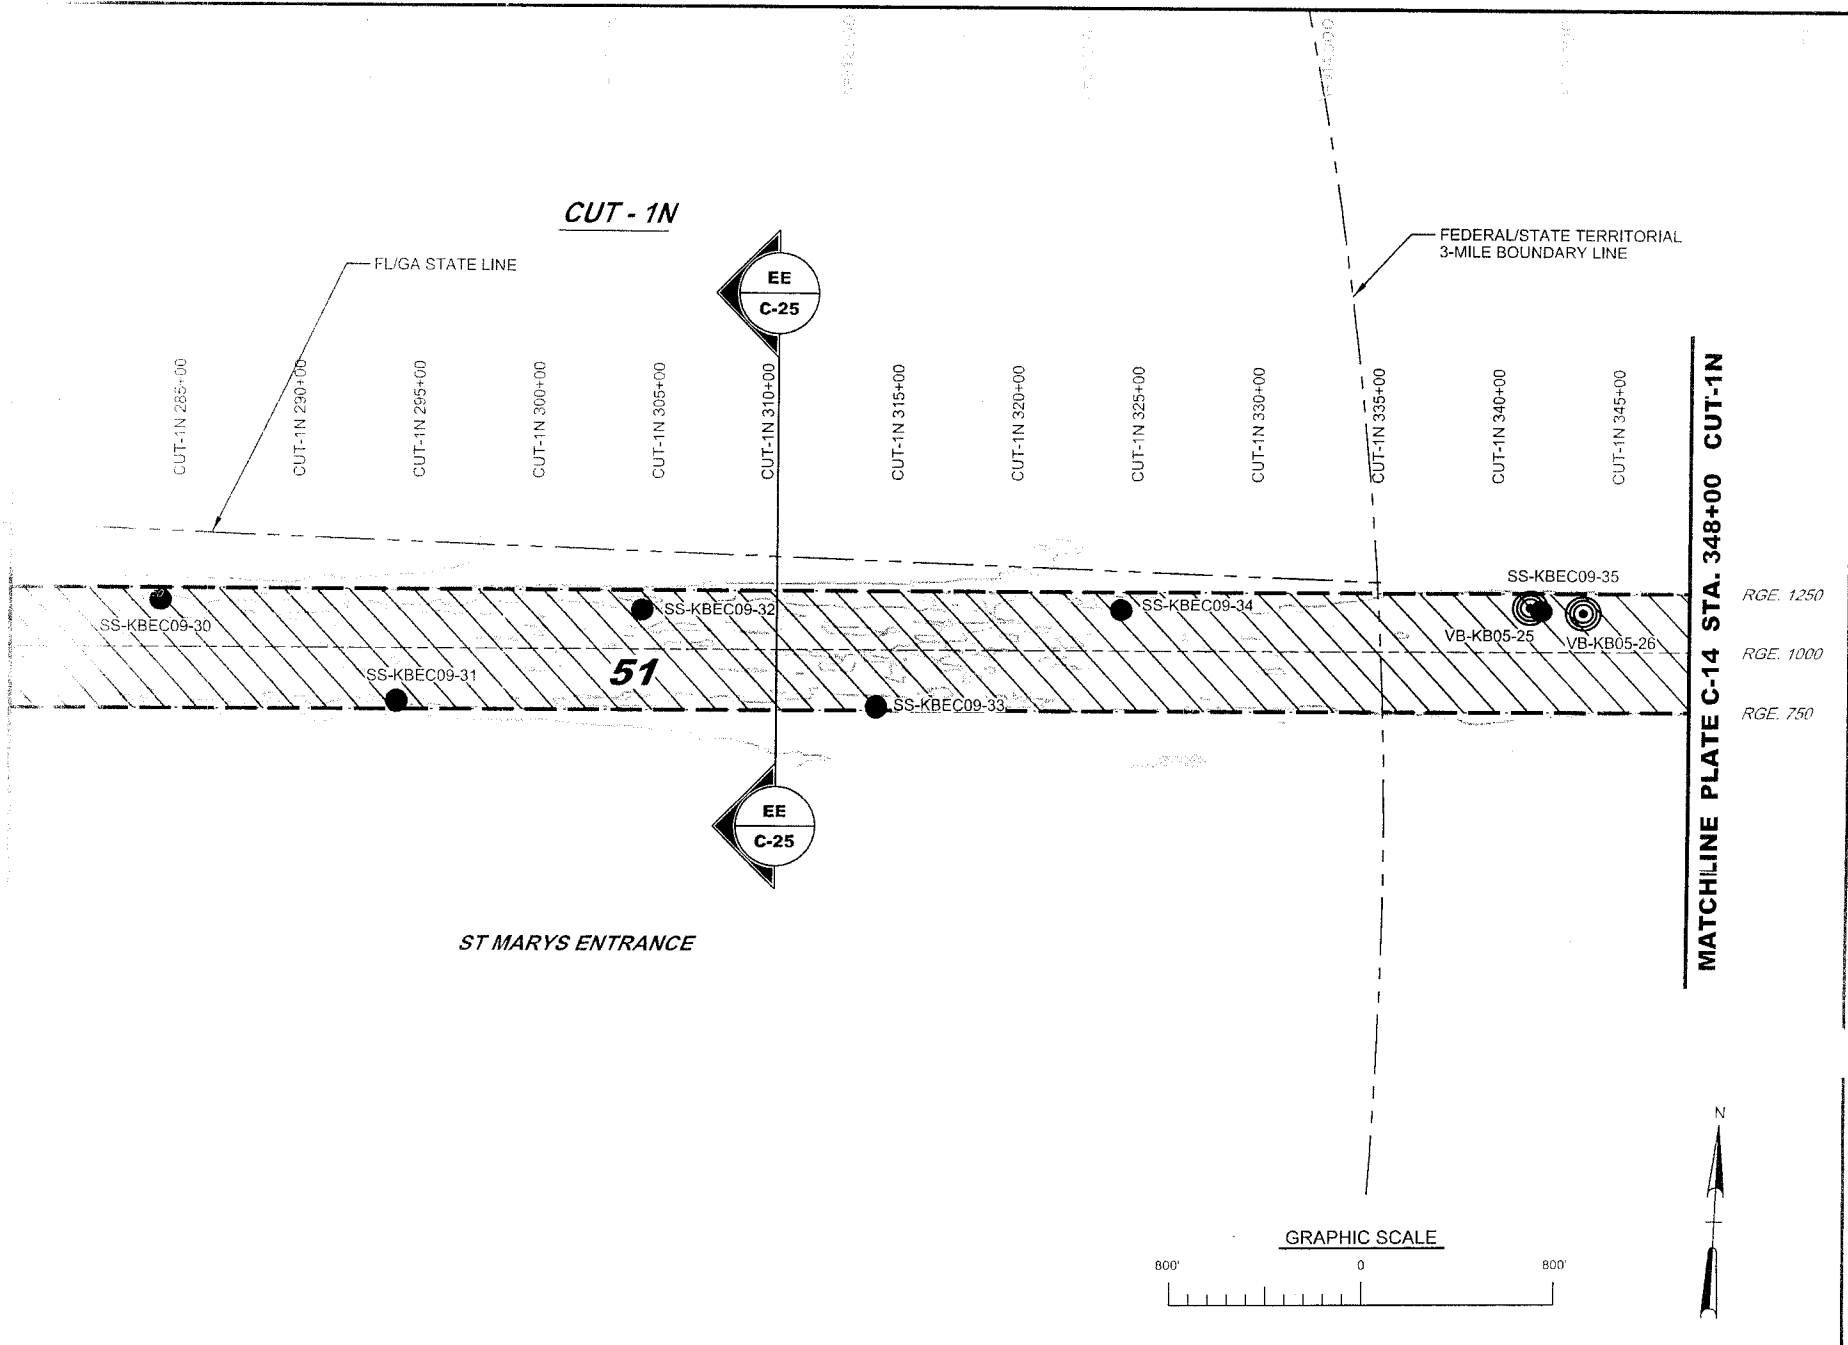 CUT - 1N
FL/GA STATE LINE
FEDERAL/STATE TERRITORIAL
3-MILE BOUNDARY LINE
EE
C-25
CUT-1N 285+00
CUT-1N 290+00
CUT-1N 295+00
CUT-1N 300+00
CUT-1N 305+00
CUT-1N 310+00
CUT-1N 315+00
CUT-1N 320+00
CUT-1N 325+00
CUT-1N 330+00
CUT-1N 335+00
CUT-1N 340+00
CUT-1N 345+00
MATCHLINE PLATE C-14 STA. 348+00 CUT-1N
SS-KBEC09-35
RGE. 1250
SS-KBEC09-30
SS-KBEC09-32
SS-KBEC09-34
VB-KB05-25
VB-KB05-26
RGE. 1000
51
SS-KBEC09-31
SS-KBEC09-33
RGE. 750
EE
C-25
ST MARYS ENTRANCE
N
GRAPHIC SCALE
800' 0 800'